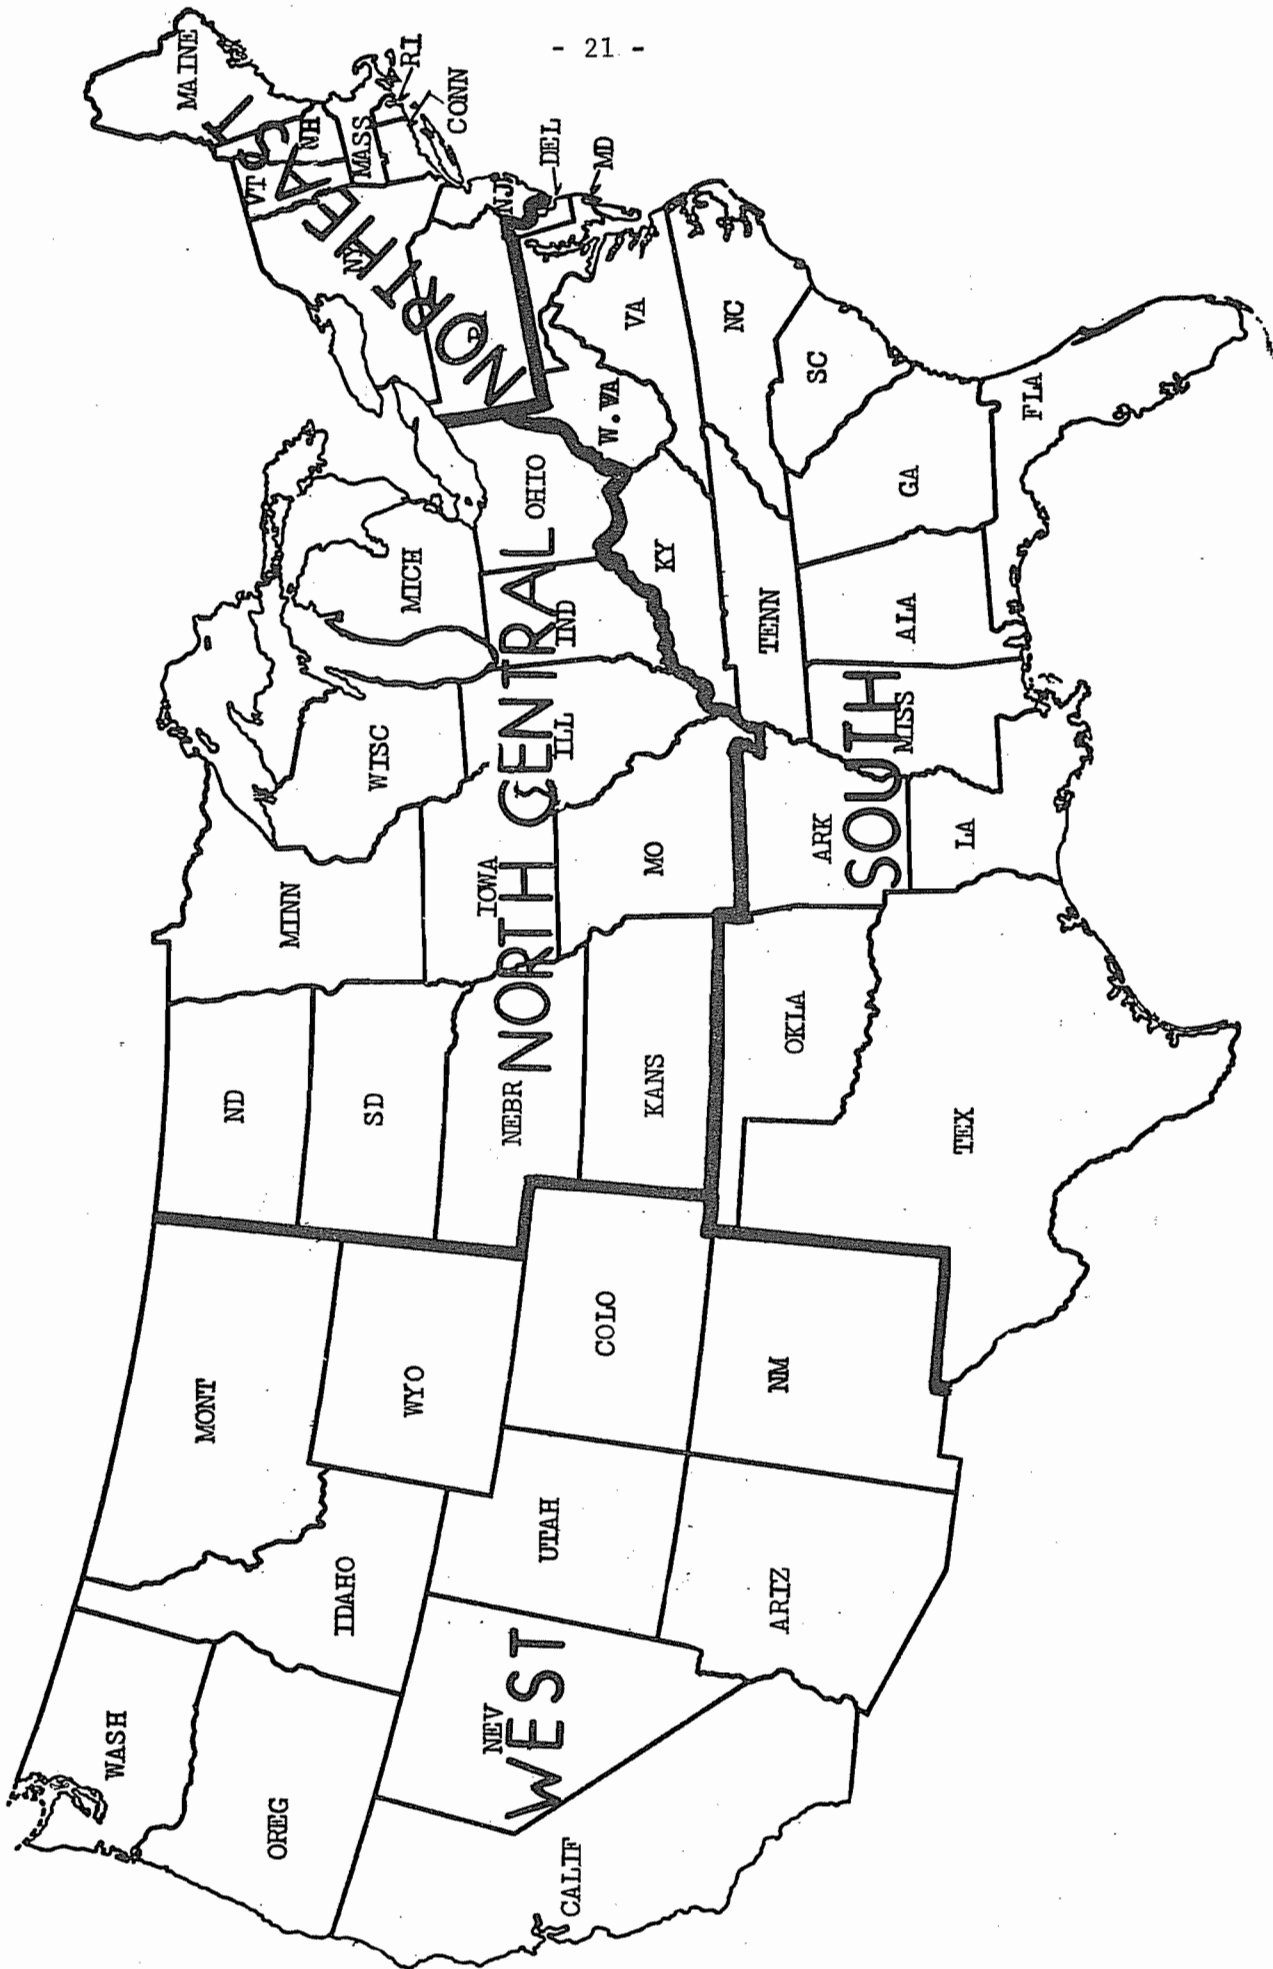 - 21 -
WASH
OREG
CALIF
NEV
IDAHO
MONT
WYO
UTAH
COLO
ARIZ
NM
WEST
ND
SD
NEBR
KANS
MINN
IOWA
MO
WISC
ILL
MICH
IND
OHIO
NORTH CENTRAL
OKLA
TEX
ARK
LA
MISS
ALA
TENN
KY
GA
FLA
SC
NC
VA
W.VA
MD
DEL
SOUTH
NJ
NY
CONN
RI
MASS
VT
NH
MAINE
NORTHEAST